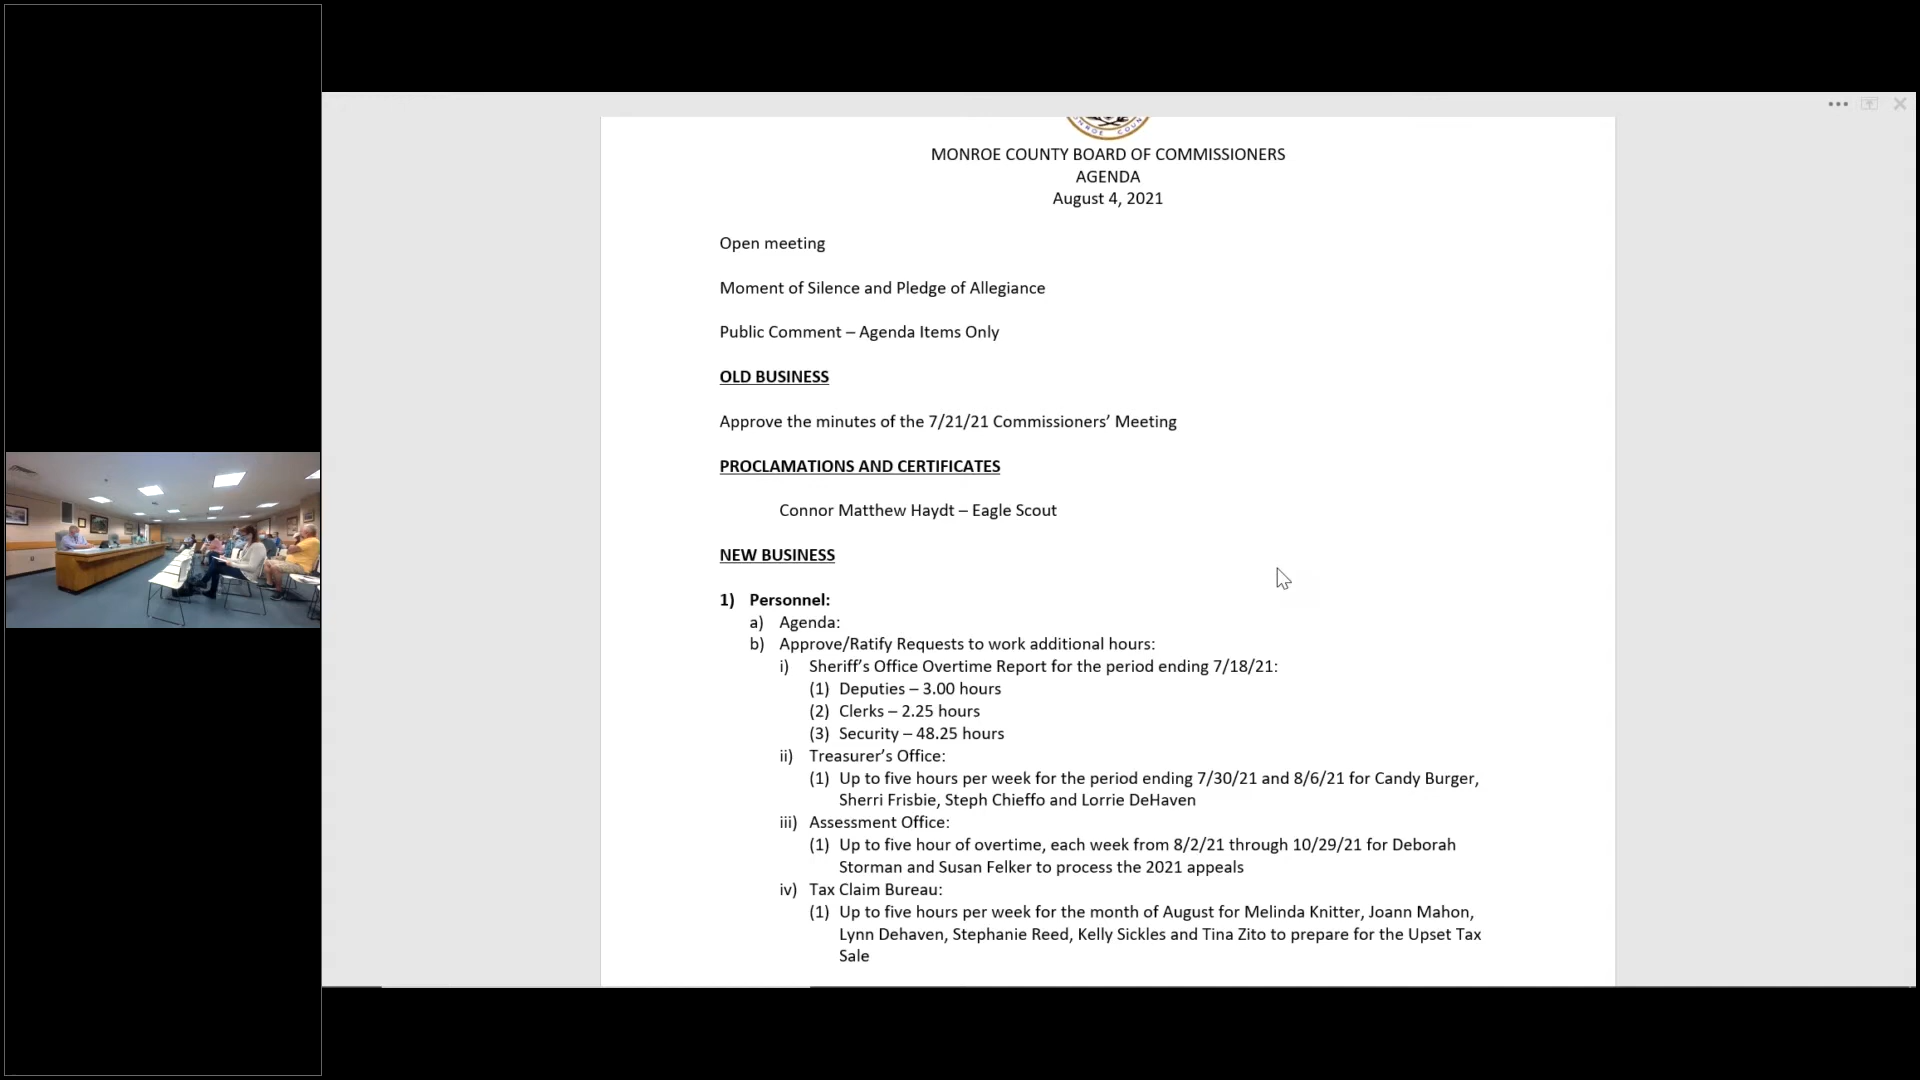 NROE COUN
MONROE COUNTY BOARD OF COMMISSIONERS
AGENDA
August 4, 2021
Open meeting
Moment of Silence and Pledge of Allegiance
Public Comment – Agenda Items Only
OLD BUSINESS
Approve the minutes of the 7/21/21 Commissioners’ Meeting
PROCLAMATIONS AND CERTIFICATES
Connor Matthew Haydt – Eagle Scout
NEW BUSINESS
1) Personnel:
a) Agenda:
b) Approve/Ratify Requests to work additional hours:
i) Sheriff’s Office Overtime Report for the period ending 7/18/21:
(1) Deputies – 3.00 hours
(2) Clerks – 2.25 hours
(3) Security – 48.25 hours
ii) Treasurer’s Office:
(1) Up to five hours per week for the period ending 7/30/21 and 8/6/21 for Candy Burger,
Sherri Frisbie, Steph Chieffo and Lorrie DeHaven
iii) Assessment Office:
(1) Up to five hour of overtime, each week from 8/2/21 through 10/29/21 for Deborah
Storman and Susan Felker to process the 2021 appeals
iv) Tax Claim Bureau:
(1) Up to five hours per week for the month of August for Melinda Knitter, Joann Mahon,
Lynn Dehaven, Stephanie Reed, Kelly Sickles and Tina Zito to prepare for the Upset Tax
Sale